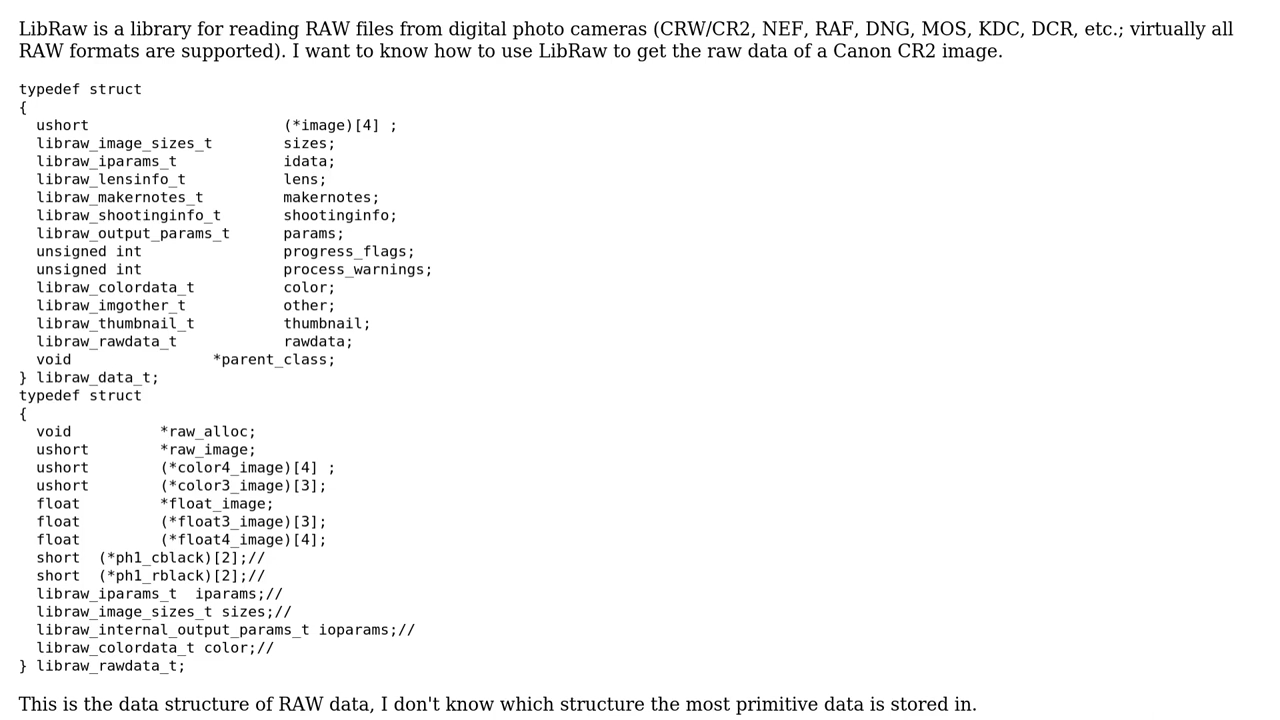 LibRaw is a library for reading RAW files from digital photo cameras (CRW/CR2, NEF, RAF, DNG, MOS, KDC, DCR, etc.; virtually all
RAW formats are supported). I want to know how to use LibRaw to get the raw data of a Canon CR2 image.
typedef struct
{
  ushort                      (*image)[4] ;
  libraw_image_sizes_t        sizes;
  libraw_iparams_t            idata;
  libraw_lensinfo_t           lens;
  libraw_makernotes_t         makernotes;
  libraw_shootinginfo_t       shootinginfo;
  libraw_output_params_t      params;
  unsigned int                progress_flags;
  unsigned int                process_warnings;
  libraw_colordata_t          color;
  libraw_imgother_t           other;
  libraw_thumbnail_t          thumbnail;
  libraw_rawdata_t            rawdata;
  void                *parent_class;
} libraw_data_t;
typedef struct
{
  void          *raw_alloc;
  ushort        *raw_image;
  ushort        (*color4_image)[4] ;
  ushort        (*color3_image)[3];
  float         *float_image;
  float         (*float3_image)[3];
  float         (*float4_image)[4];
  short  (*ph1_cblack)[2];//
  short  (*ph1_rblack)[2];//
  libraw_iparams_t  iparams;//
  libraw_image_sizes_t sizes;//
  libraw_internal_output_params_t ioparams;//
  libraw_colordata_t color;//
} libraw_rawdata_t;
This is the data structure of RAW data, I don't know which structure the most primitive data is stored in.